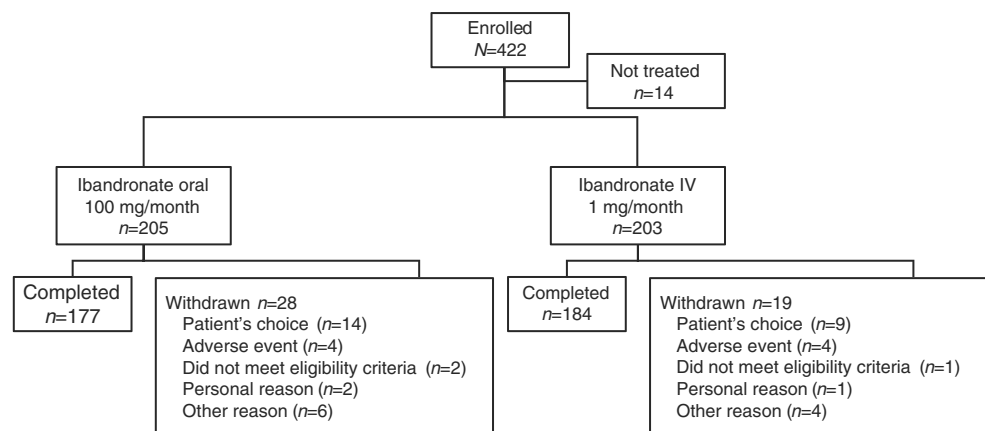 Enrolled
N=422
Not treated
n=14
Ibandronate oral
100 mg/month
n=205
Ibandronate IV
1 mg/month
n=203
Completed
n=177
Withdrawn n=28
Patient's choice (n=14)
Adverse event (n=4)
Did not meet eligibility criteria (n=2)
Personal reason (n=2)
Other reason (n=6)
Completed
n=184
Withdrawn n=19
Patient's choice (n=9)
Adverse event (n=4)
Did not meet eligibility criteria (n=1)
Personal reason (n=1)
Other reason (n=4)